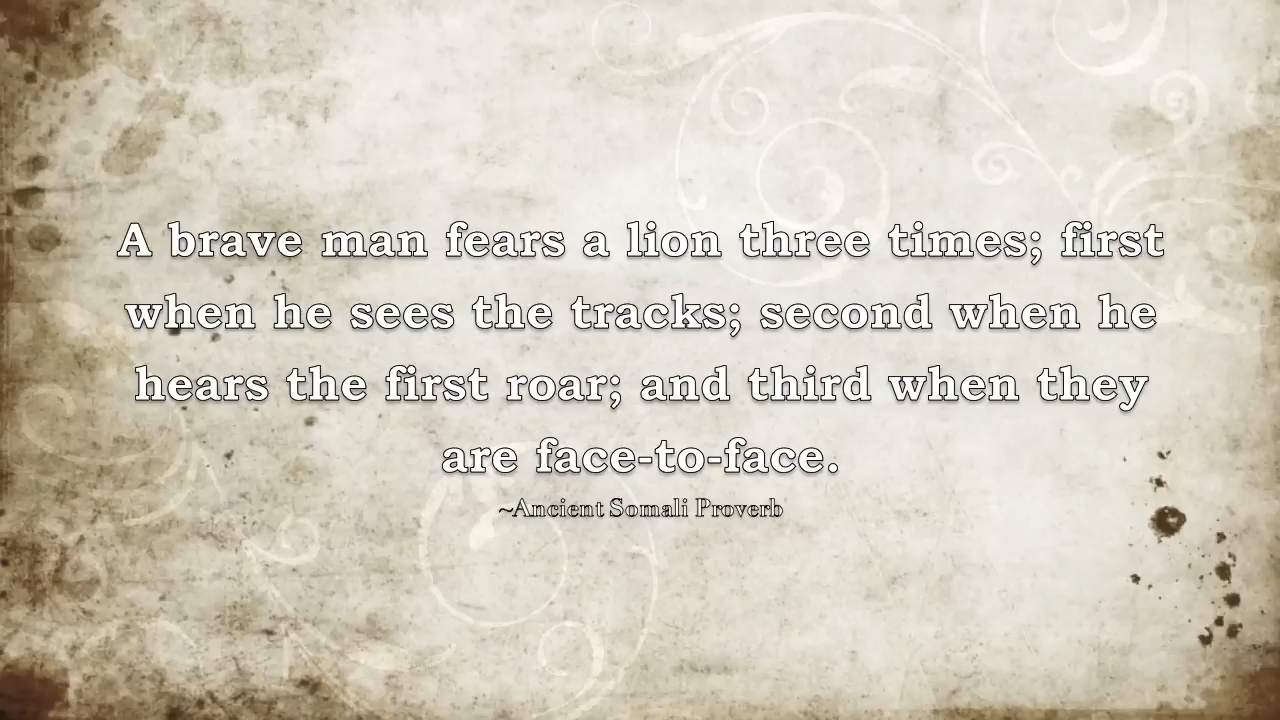 A brave man fears a lion three times; first
when he sees the tracks; second when he
hears the first roar; and third when they
are face-to-face.
~Ancient Somali Proverb